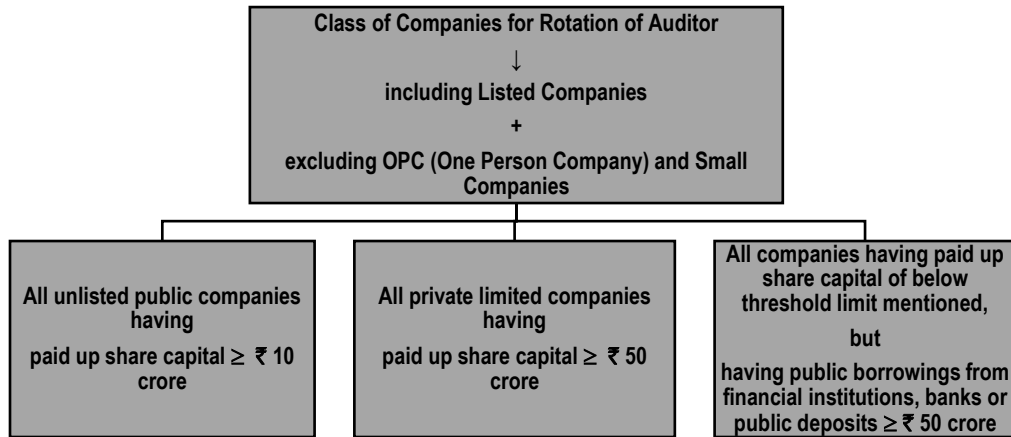 Class of Companies for Rotation of Auditor
↓
including Listed Companies
+
excluding OPC (One Person Company) and Small
Companies
All unlisted public companies
having
paid up share capital ≥ ₹ 10
crore
All private limited companies
having
paid up share capital ≥ ₹ 50
crore
All companies having paid up
share capital of below
threshold limit mentioned,
but
having public borrowings from
financial institutions, banks or
public deposits ≥ ₹ 50 crore